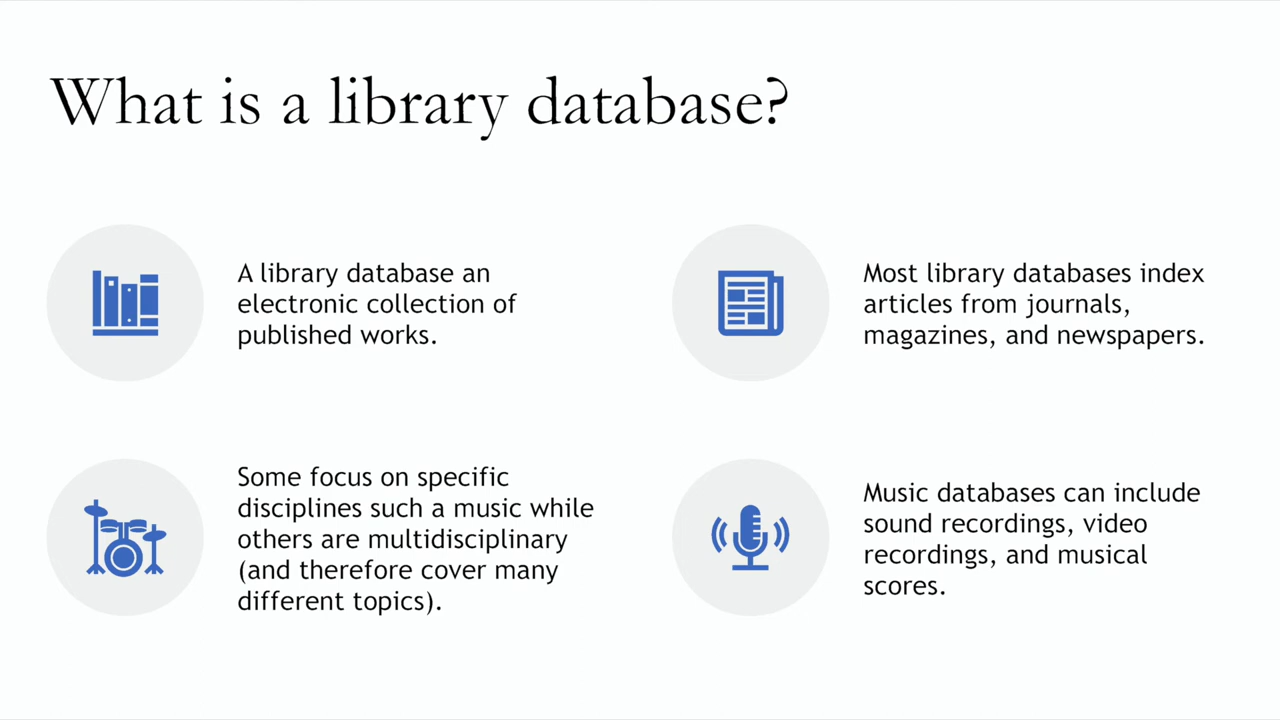 What is a library database?
A library database an
electronic collection of
published works.
Most library databases index
articles from journals,
magazines, and newspapers.
Some focus on specific
disciplines such a music while
others are multidisciplinary
(and therefore cover many
different topics).
Music databases can include
sound recordings, video
recordings, and musical
scores.